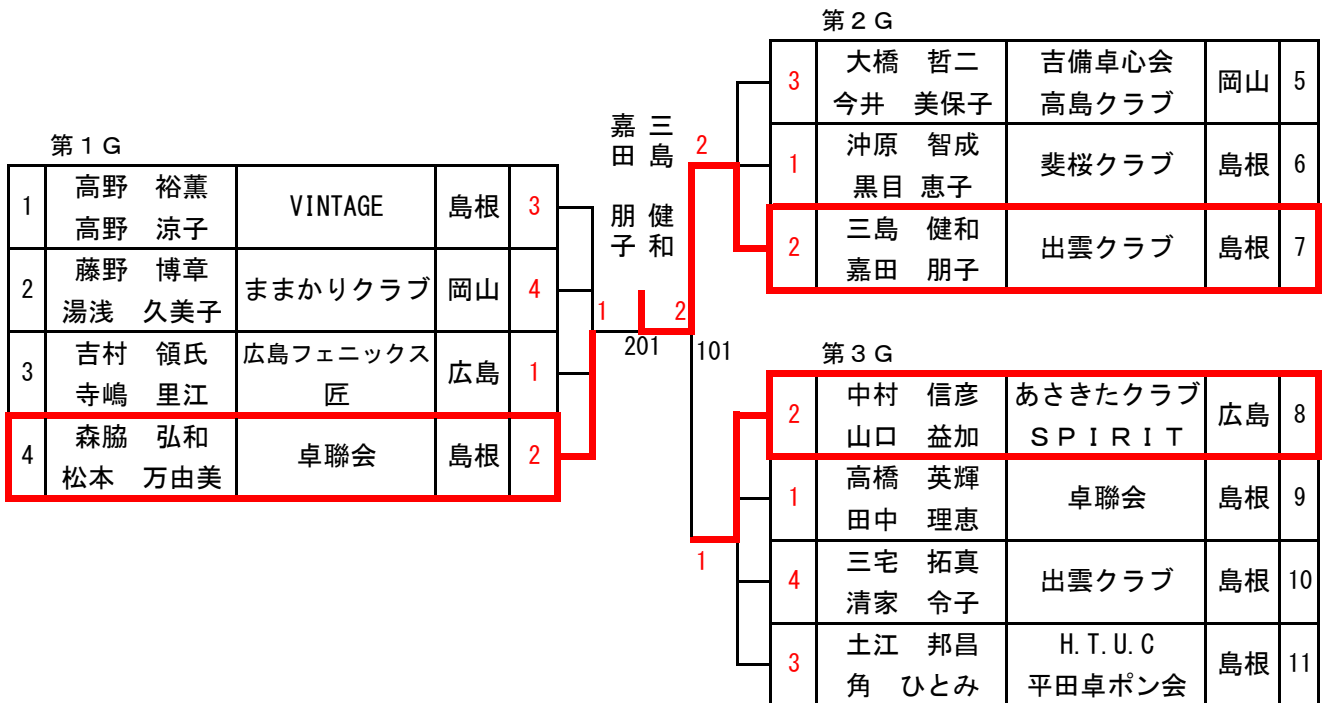 第１Ｇ
1 高野　裕薫 VINTAGE 島根 3
高野　涼子
2 藤野　博章 ままかりクラブ 岡山 4
湯浅　久美子
3 吉村　領氏 広島フェニックス 広島 1
寺嶋　里江 匠
4 森脇　弘和 卓聯会 島根 2
松本　万由美
三島　健和
嘉田　朋子
2
1
2
201
101
1
第２Ｇ
3 大橋　哲二 吉備卓心会 岡山 5
今井　美保子 高島クラブ
1 沖原　智成 斐桜クラブ 島根 6
黒目 恵子
2 三島　健和 出雲クラブ 島根 7
嘉田　朋子
第３Ｇ
2 中村　信彦 あさきたクラブ 広島 8
山口　益加 ＳＰＩＲＩＴ
1 高橋　英輝 卓聯会 島根 9
田中　理恵
4 三宅　拓真 出雲クラブ 島根 10
清家　令子
3 土江　邦昌 H.T.U.C 島根 11
角　ひとみ 平田卓ポン会